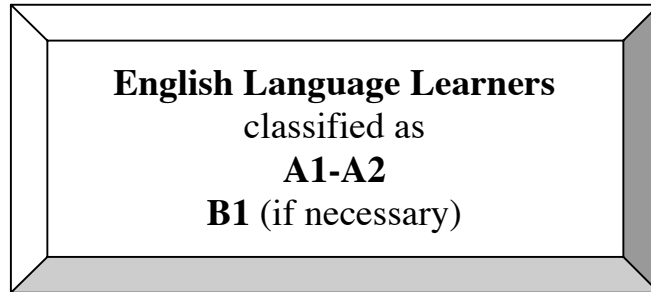 English Language Learners
classified as
A1-A2
B1 (if necessary)